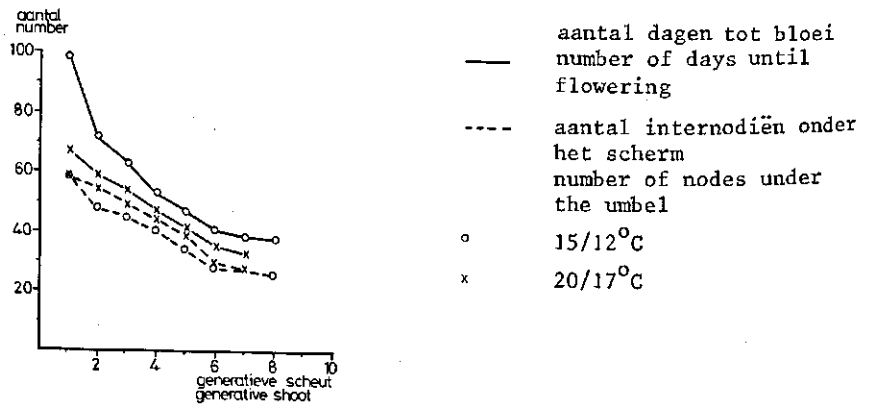 aantal
number
100
80
60
40
20
2 4 6 8 10
generatieve scheut
generative shoot
aantal dagen tot bloei
number of days until
flowering
aantal internodiën onder
het scherm
number of nodes under
the umbel
o 15/12°C
x 20/17°C